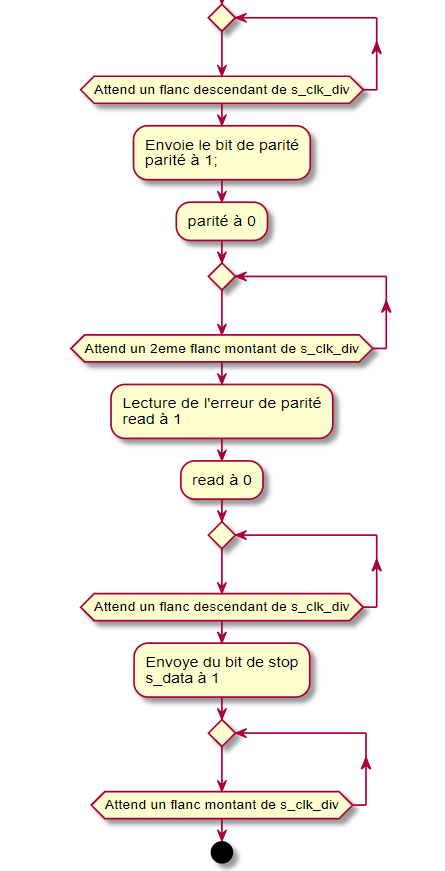 Attend un flanc descendant de s_clk_div
Envoie le bit de parité
parité à 1;
parité à 0
Attend un 2eme flanc montant de s_clk_div
Lecture de l'erreur de parité
read à 1
read à 0
Attend un flanc descendant de s_clk_div
Envoye du bit de stop
s_data à 1
Attend un flanc montant de s_clk_div